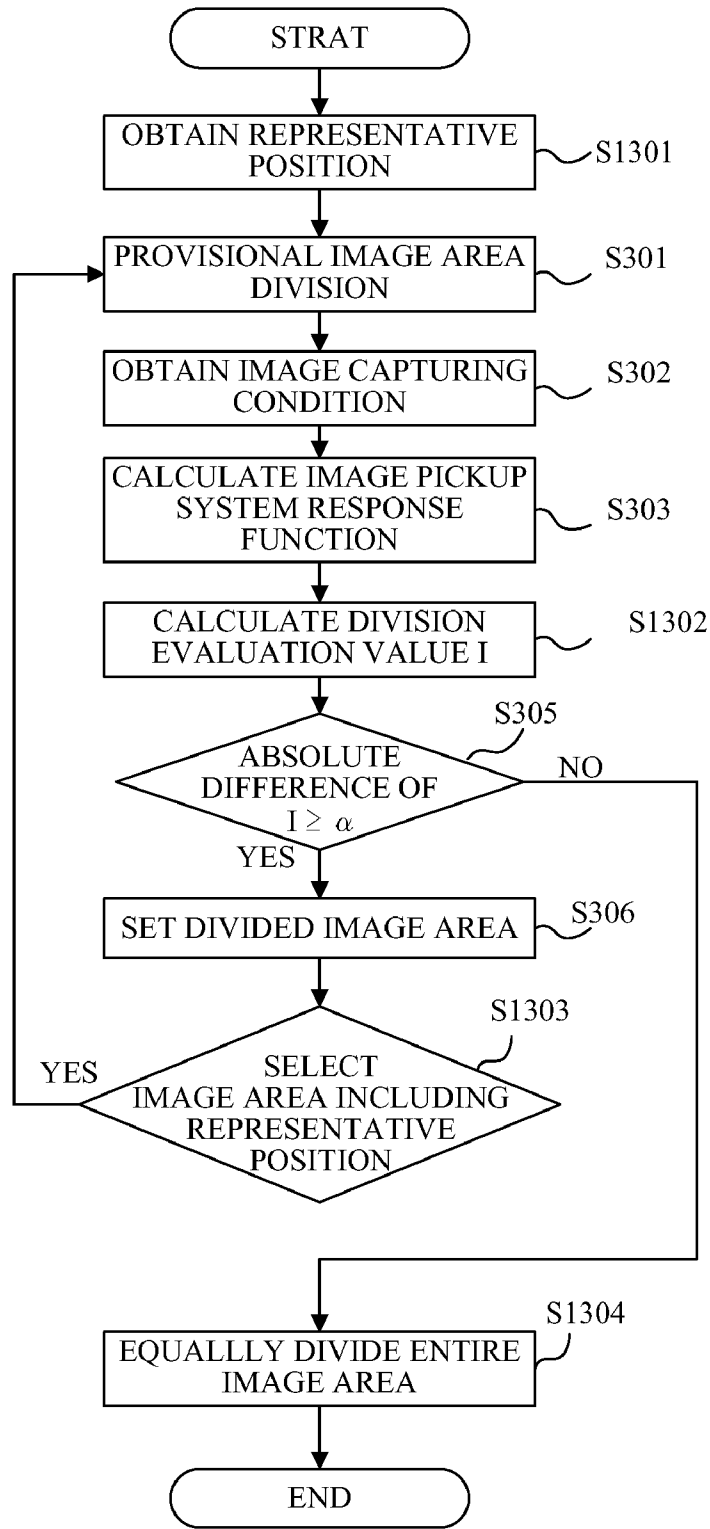 STRAT
OBTAIN REPRESENTATIVE
POSITION
S1301
PROVISIONAL IMAGE AREA
DIVISION
S301
OBTAIN IMAGE CAPTURING
CONDITION
S302
CALCULATE IMAGE PICKUP
SYSTEM RESPONSE
FUNCTION
S303
CALCULATE DIVISION
EVALUATION VALUE I
S1302
S305
ABSOLUTE
DIFFERENCE OF
I ≥ α
NO
YES
SET DIVIDED IMAGE AREA
S306
S1303
YES
SELECT
IMAGE AREA INCLUDING
REPRESENTATIVE
POSITION
S1304
EQUALLLY DIVIDE ENTIRE
IMAGE AREA
END